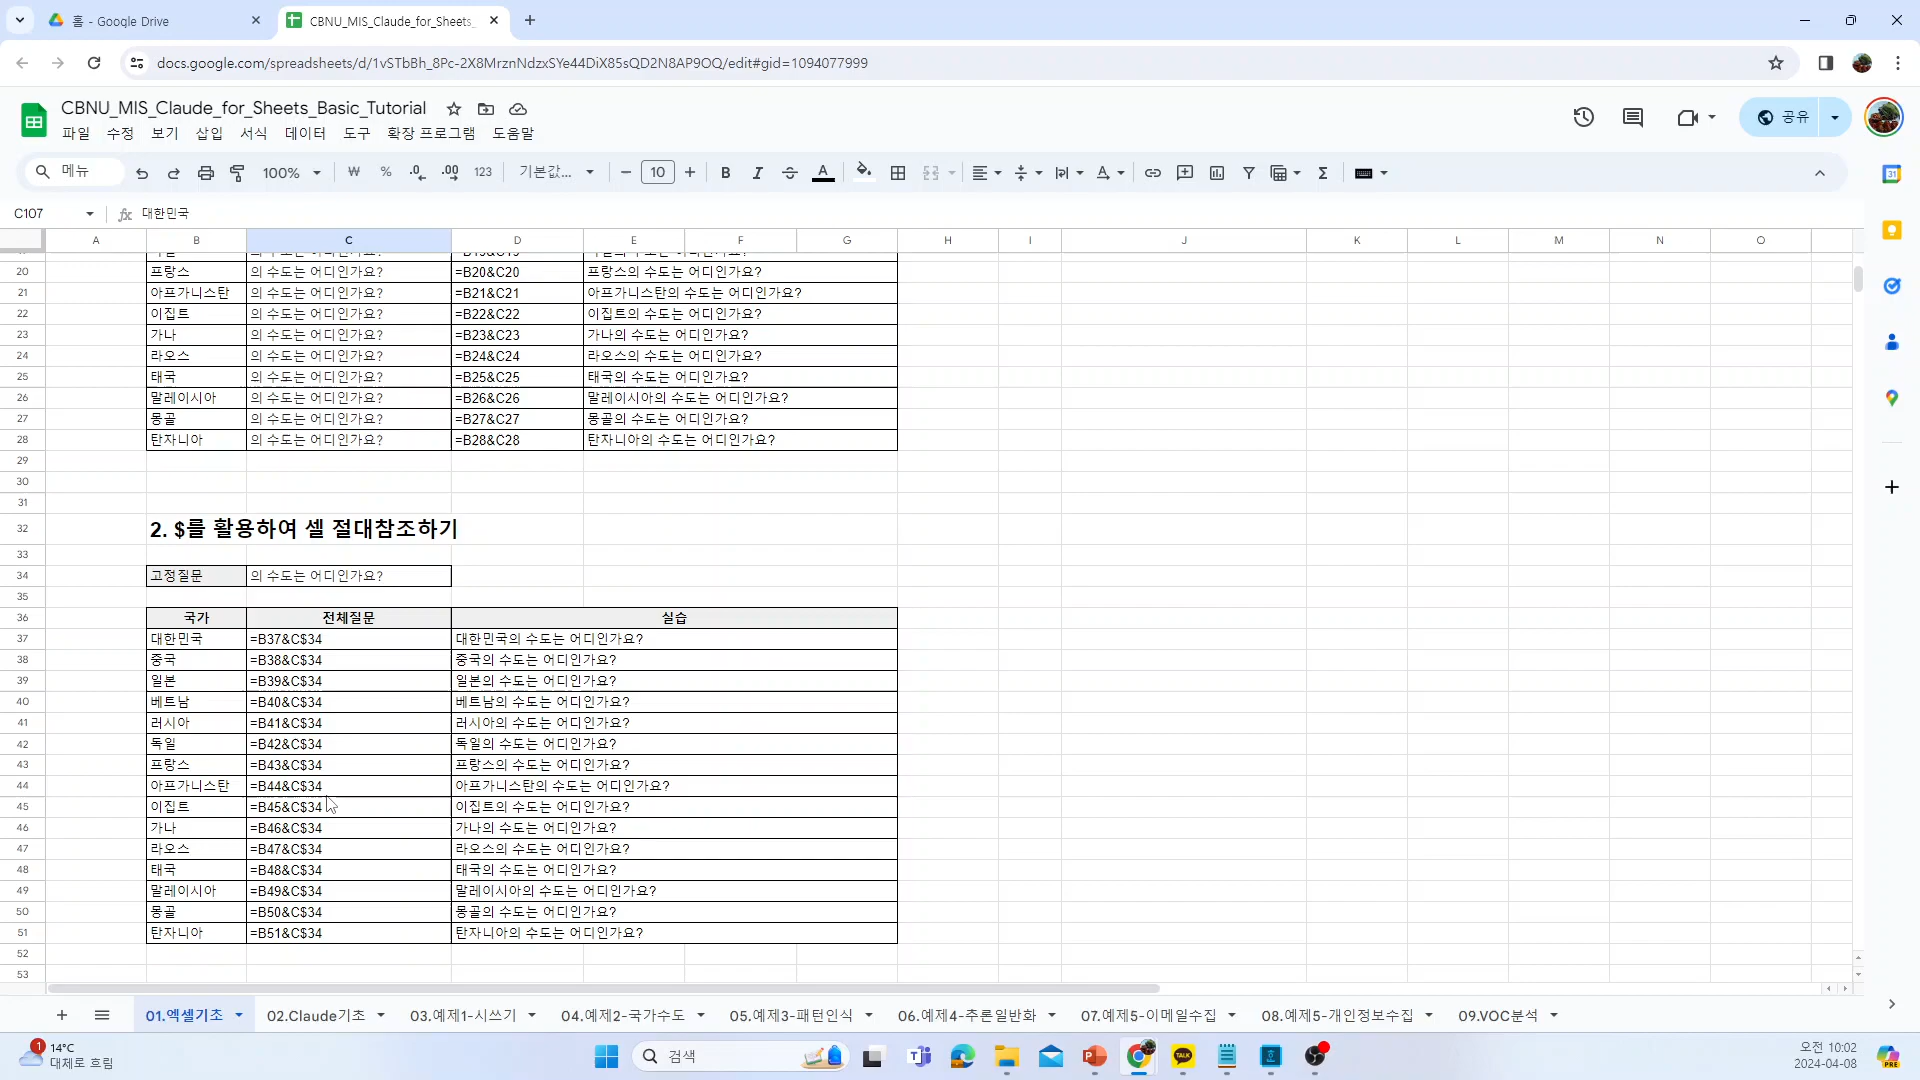 홈 - Google Drive
CBNU_MIS_Claude_for_Sheets_
docs.google.com/spreadsheets/d/1vSTbBh_8Pc-2X8MrznNdzxSYe44DiX85sQD2N8AP9OQ/edit#gid=1094077999
CBNU_MIS_Claude_for_Sheets_Basic_Tutorial
파일 수정 보기 삽입 서식 데이터 도구 확장 프로그램 도움말
공유
메뉴 100% ₩ % .0 .00 123 기본값... 10 B I A Σ
C107 대한민국
A B C D E F G H I J K L M N O
20 프랑스 의 수도는 어디인가요? =B20&C20 프랑스의 수도는 어디인가요?
21 아프가니스탄 의 수도는 어디인가요? =B21&C21 아프가니스탄의 수도는 어디인가요?
22 이집트 의 수도는 어디인가요? =B22&C22 이집트의 수도는 어디인가요?
23 가나 의 수도는 어디인가요? =B23&C23 가나의 수도는 어디인가요?
24 라오스 의 수도는 어디인가요? =B24&C24 라오스의 수도는 어디인가요?
25 태국 의 수도는 어디인가요? =B25&C25 태국의 수도는 어디인가요?
26 말레이시아 의 수도는 어디인가요? =B26&C26 말레이시아의 수도는 어디인가요?
27 몽골 의 수도는 어디인가요? =B27&C27 몽골의 수도는 어디인가요?
28 탄자니아 의 수도는 어디인가요? =B28&C28 탄자니아의 수도는 어디인가요?
29
30
31
32 2. $를 활용하여 셀 절대참조하기
33
34 고정질문 의 수도는 어디인가요?
35
36 국가 전체질문 실습
37 대한민국 =B37&C$34 대한민국의 수도는 어디인가요?
38 중국 =B38&C$34 중국의 수도는 어디인가요?
39 일본 =B39&C$34 일본의 수도는 어디인가요?
40 베트남 =B40&C$34 베트남의 수도는 어디인가요?
41 러시아 =B41&C$34 러시아의 수도는 어디인가요?
42 독일 =B42&C$34 독일의 수도는 어디인가요?
43 프랑스 =B43&C$34 프랑스의 수도는 어디인가요?
44 아프가니스탄 =B44&C$34 아프가니스탄의 수도는 어디인가요?
45 이집트 =B45&C$34 이집트의 수도는 어디인가요?
46 가나 =B46&C$34 가나의 수도는 어디인가요?
47 라오스 =B47&C$34 라오스의 수도는 어디인가요?
48 태국 =B48&C$34 태국의 수도는 어디인가요?
49 말레이시아 =B49&C$34 말레이시아의 수도는 어디인가요?
50 몽골 =B50&C$34 몽골의 수도는 어디인가요?
51 탄자니아 =B51&C$34 탄자니아의 수도는 어디인가요?
52
53
01.엑셀기초 02.Claude기초 03.예제1-시쓰기 04.예제2-국가수도 05.예제3-패턴인식 06.예제4-추론일반화 07.예제5-이메일수집 08.예제5-개인정보수집 09.VOC분석
1 14°C
대체로 흐림
검색
TALK
오전 10:02
2024-04-08
PRE